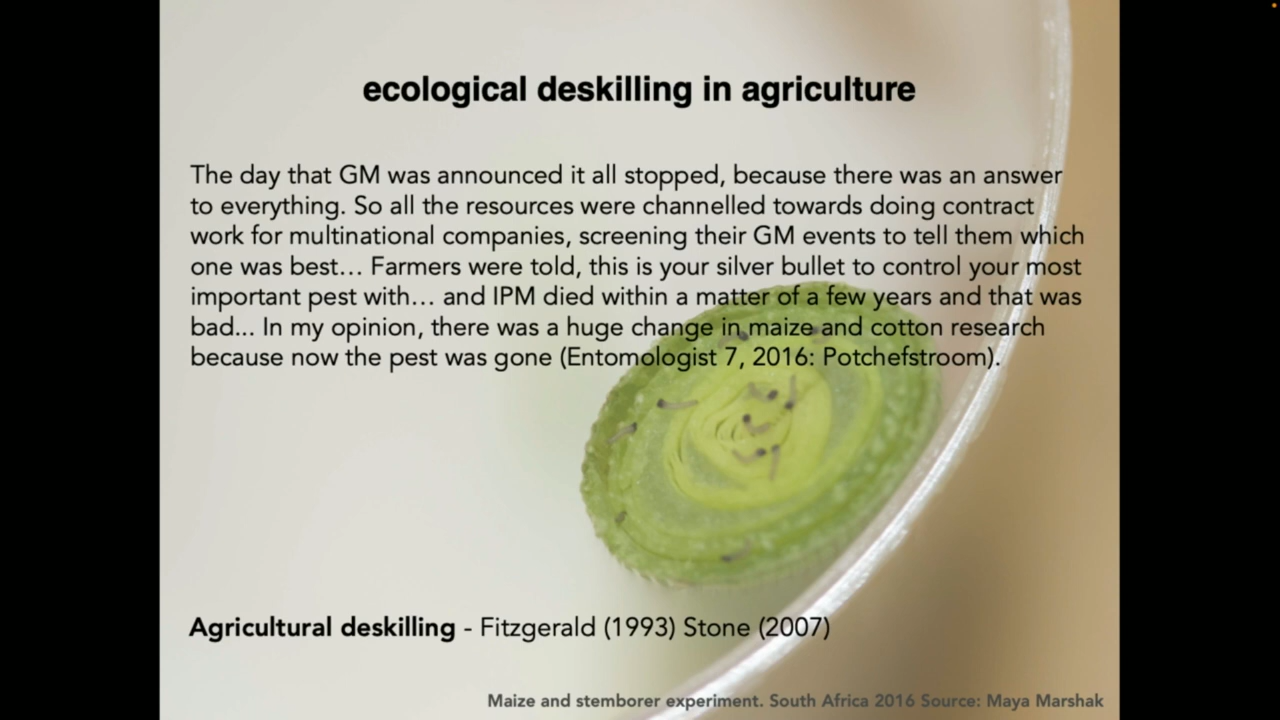 ecological deskilling in agriculture
The day that GM was announced it all stopped, because there was an answer
to everything. So all the resources were channelled towards doing contract
work for multinational companies, screening their GM events to tell them which
one was best… Farmers were told, this is your silver bullet to control your most
important pest with… and IPM died within a matter of a few years and that was
bad... In my opinion, there was a huge change in maize and cotton research
because now the pest was gone (Entomologist 7, 2016: Potchefstroom).
Agricultural deskilling - Fitzgerald (1993) Stone (2007)
Maize and stemborer experiment. South Africa 2016 Source: Maya Marshak